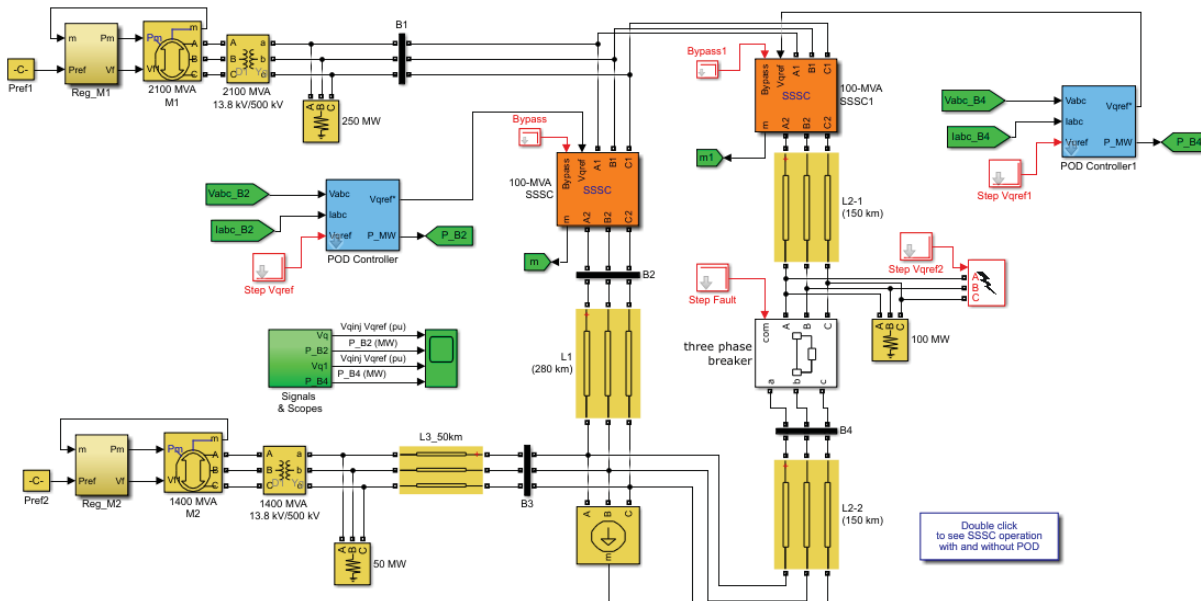 B1
m
Pm
Pref
Vf
-C-
Pref1
Reg_M1
Pm
m
A
B
C
2100 MVA
M1
A
B
C
a
b
c
D1
2100 MVA
13.8 kV/500 kV
A
B
C
250 MW
Bypass
Bypass
Vqref
A1
B1
C1
SSSC
m
A2
B2
C2
100-MVA
SSSC
m
Bypass1
Bypass
Vqref
A1
B1
C1
SSSC
m
A2
B2
C2
100-MVA
SSSC1
m1
Vabc_B4
Iabc_B4
Vabc
Iabc
Vqref
Vqref*
P_MW
P_B4
POD Controller1
Step Vqref1
Vabc_B2
Iabc_B2
Vabc
Iabc
Vqref
Vqref*
P_MW
P_B2
POD Controller
Step Vqref
B2
L2-1
(150 km)
Step Vqref2
A
B
C
Step Fault
A
B
C
100 MW
com
A
B
C
a
b
c
three phase
breaker
Vq
P_B2
Vq1
P_B4
Vqinj Vqref (pu)
P_B2 (MW)
Vqinj Vqref (pu)
P_B4 (MW)
Signals
& Scopes
L1
(280 km)
B4
m
Pm
Pref
Vf
-C-
Pref2
Reg_M2
Pm
m
A
B
C
1400 MVA
M2
A
B
C
a
b
c
D1
1400 MVA
13.8 kV/500 kV
L3_50km
B3
A
B
C
50 MW
A
B
C
m
L2-2
(150 km)
Double click
to see SSSC operation
with and without POD